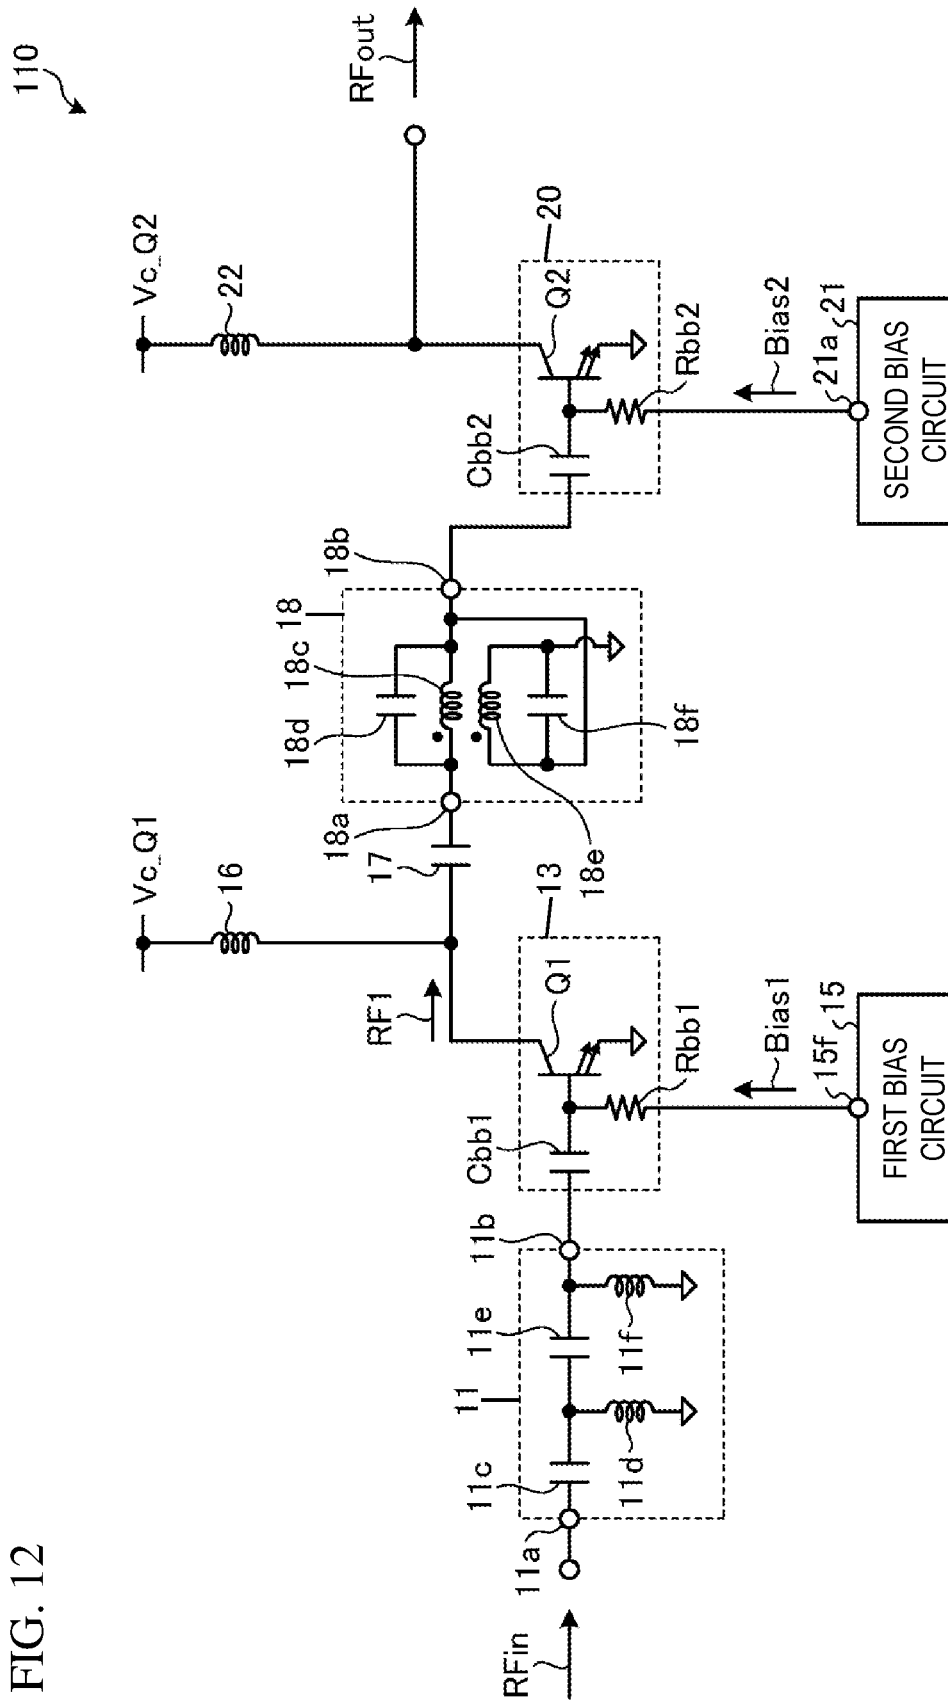 FIG. 12
110
Vc_Q1
Vc_Q2
16
22
RF1
RFout
18
18b
18c
18d
18a
17
18e
18f
13
Q1
Cbb1
Rbb1
20
Q2
Cbb2
Rbb2
RFin
11a
11
11b
11c
11e
11d
11f
Bias1
15f
15
FIRST BIAS
CIRCUIT
Bias2
21a
21
SECOND BIAS
CIRCUIT